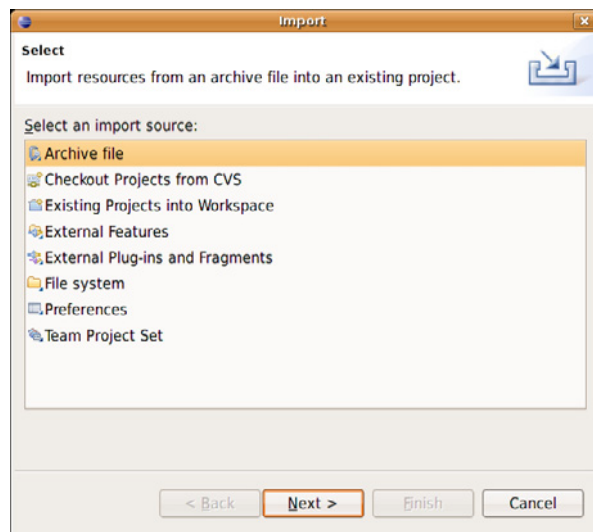 Import
Select
Import resources from an archive file into an existing project.
Select an import source:
Archive file
Checkout Projects from CVS
Existing Projects into Workspace
External Features
External Plug-ins and Fragments
File system
Preferences
Team Project Set
< Back Next > Finish Cancel